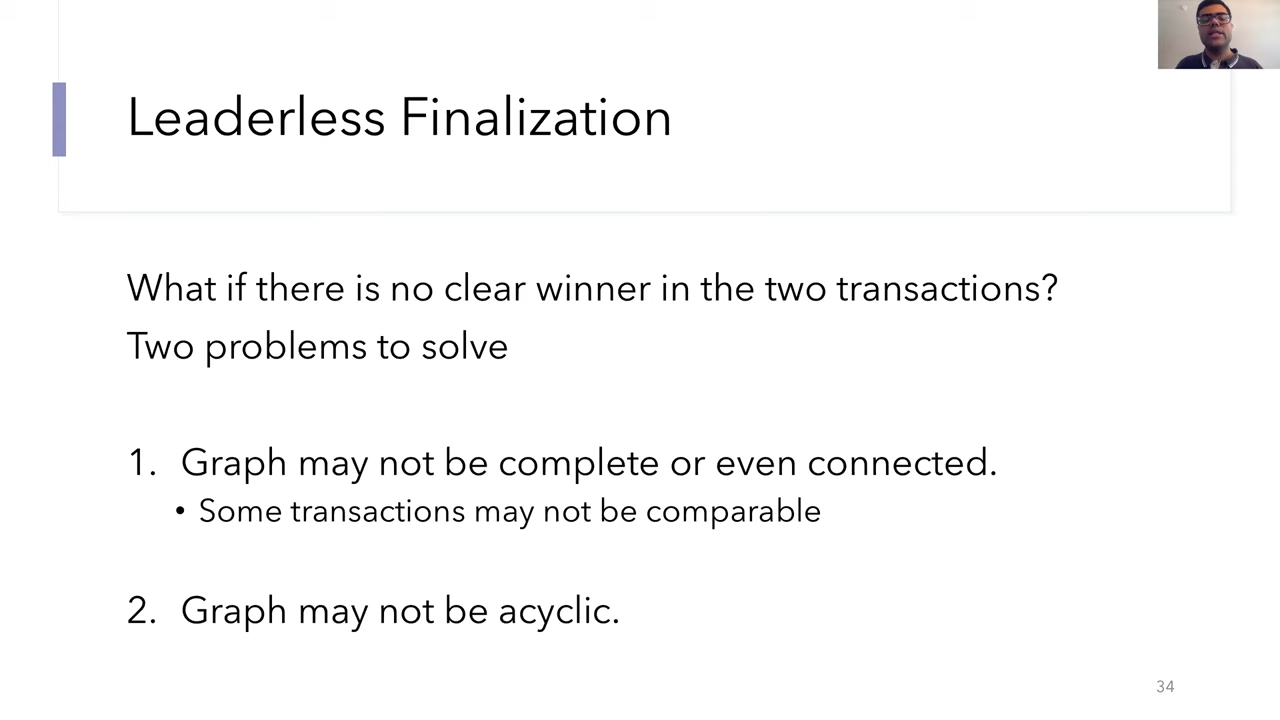 Leaderless Finalization
What if there is no clear winner in the two transactions?
Two problems to solve
1. Graph may not be complete or even connected.
• Some transactions may not be comparable
2. Graph may not be acyclic.
34